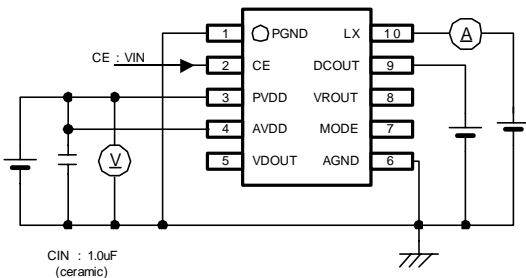 1 PGND LX 10
A
CE : VIN
2 CE DCOUT 9
3 PVDD VROUT 8
4 AVDD MODE 7
V
5 VDOUT AGND 6
CIN : 1.0uF
(ceramic)